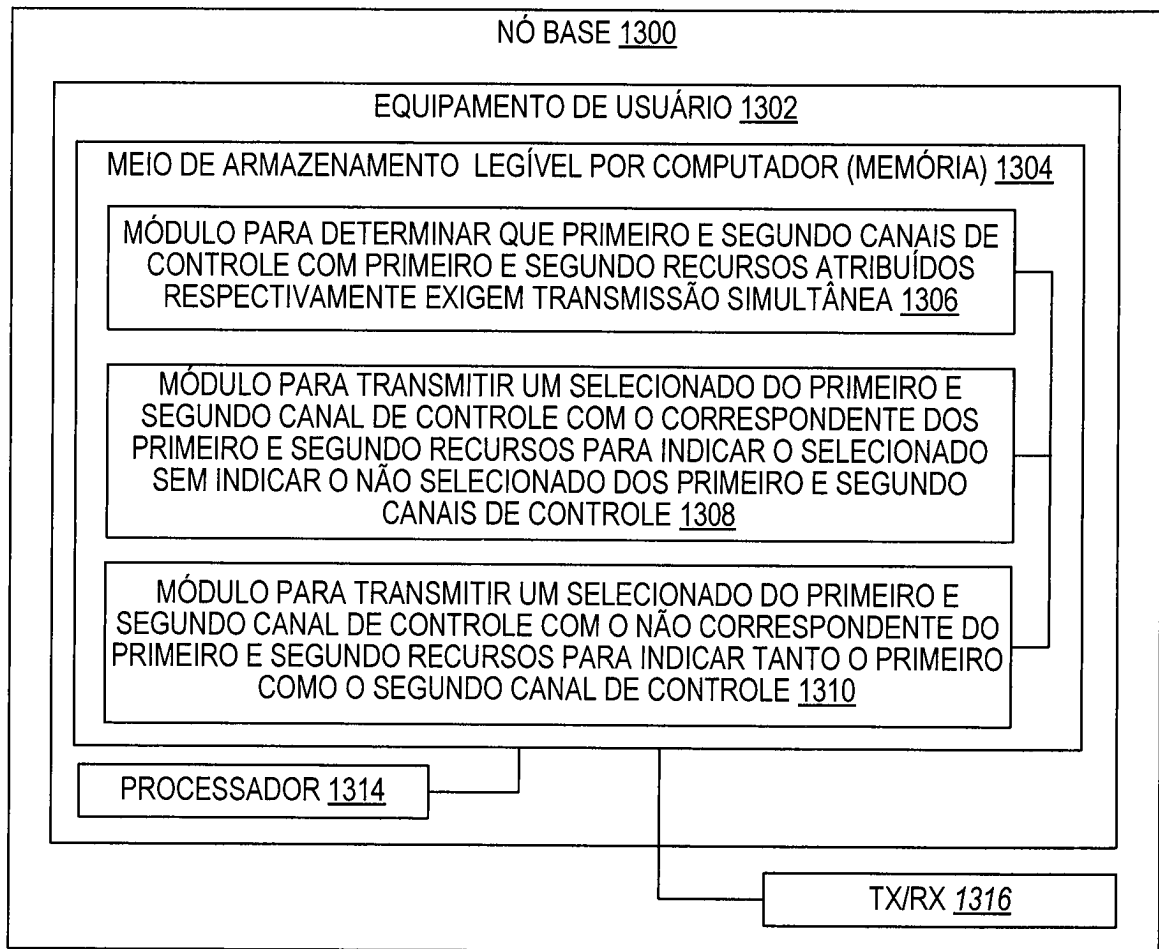 NÓ BASE 1300
EQUIPAMENTO DE USUÁRIO 1302
MEIO DE ARMAZENAMENTO LEGÍVEL POR COMPUTADOR (MEMÓRIA) 1304
MÓDULO PARA DETERMINAR QUE PRIMEIRO E SEGUNDO CANAIS DE
CONTROLE COM PRIMEIRO E SEGUNDO RECURSOS ATRIBUÍDOS
RESPECTIVAMENTE EXIGEM TRANSMISSÃO SIMULTÂNEA 1306
MÓDULO PARA TRANSMITIR UM SELECIONADO DO PRIMEIRO E
SEGUNDO CANAL DE CONTROLE COM O CORRESPONDENTE DOS
PRIMEIRO E SEGUNDO RECURSOS PARA INDICAR O SELECIONADO
SEM INDICAR O NÃO SELECIONADO DOS PRIMEIRO E SEGUNDO
CANAIS DE CONTROLE 1308
MÓDULO PARA TRANSMITIR UM SELECIONADO DO PRIMEIRO E
SEGUNDO CANAL DE CONTROLE COM O NÃO CORRESPONDENTE DO
PRIMEIRO E SEGUNDO RECURSOS PARA INDICAR TANTO O PRIMEIRO
COMO O SEGUNDO CANAL DE CONTROLE 1310
PROCESSADOR 1314
TX/RX 1316